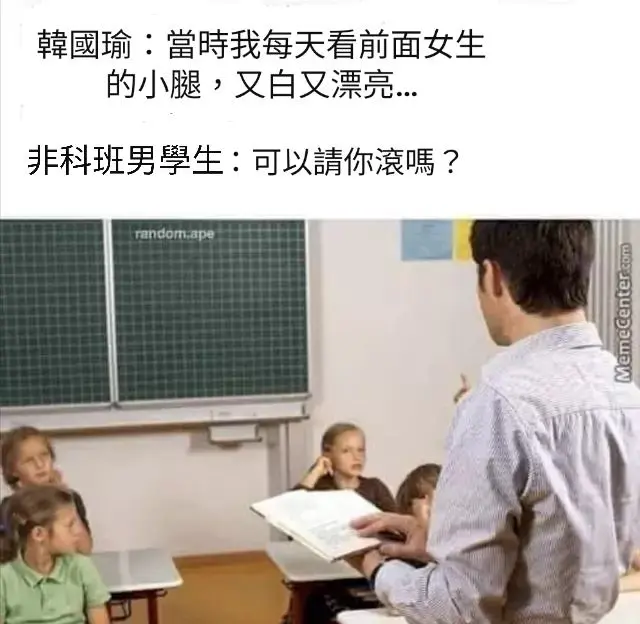 韓國瑜：當時我每天看前面女生
的小腿，又白又漂亮...
非科班男學生：可以請你滾嗎？
random.ape
MemeCenter.com